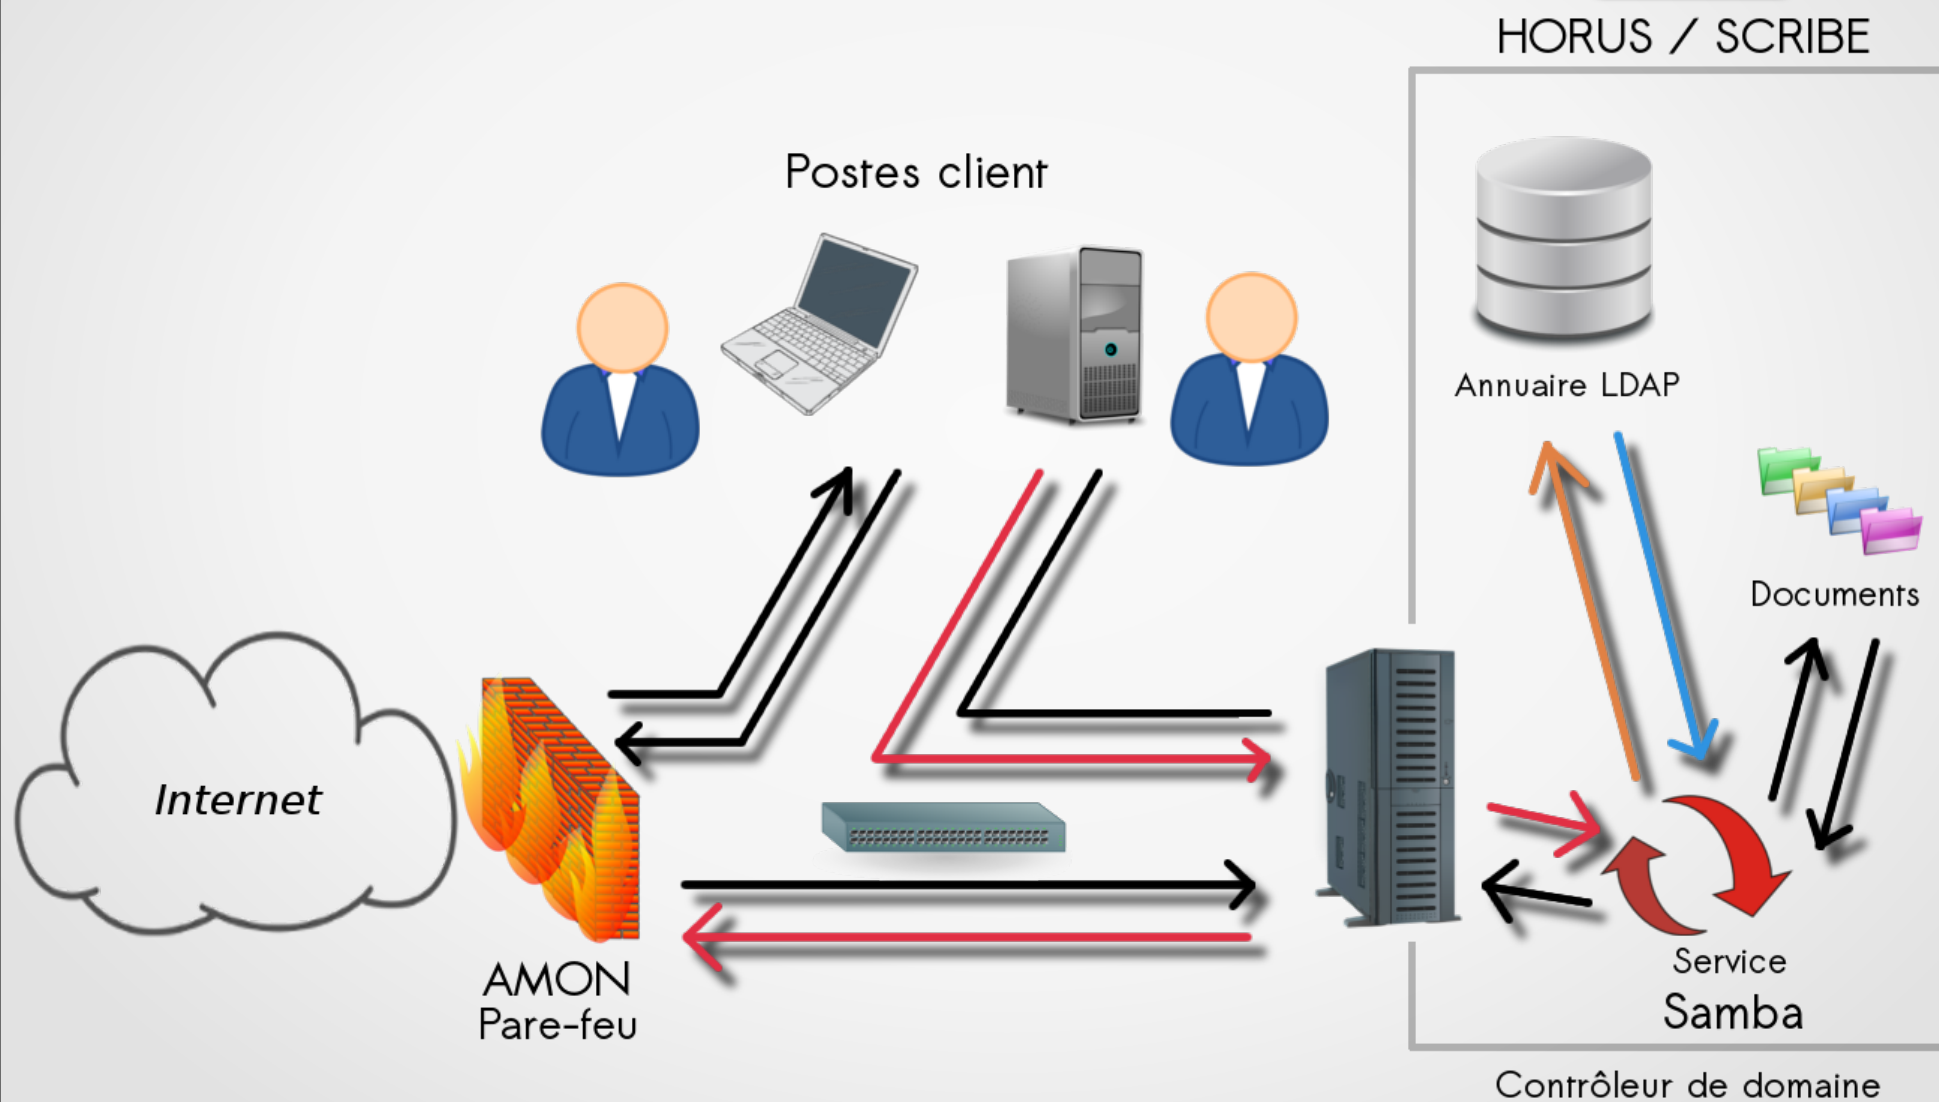 HORUS / SCRIBE
Postes client
Annuaire LDAP
Documents
Internet
AMON
Pare-feu
Service
Samba
Contrôleur de domaine